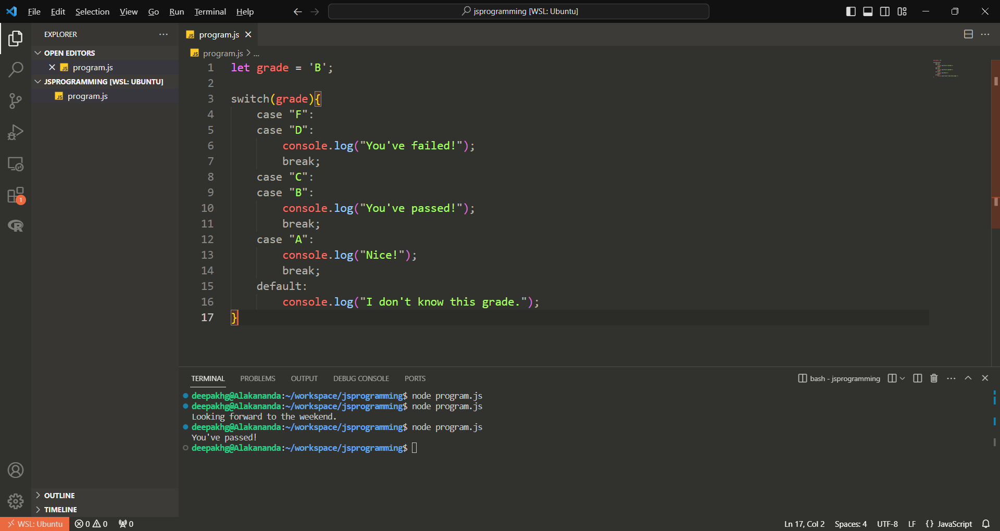 File Edit Selection View Go Run Terminal Help
jsprogramming [WSL: Ubuntu]
EXPLORER
OPEN EDITORS
JS program.js
JSPROGRAMMING [WSL: UBUNTU]
JS program.js
1
R
OUTLINE
TIMELINE
JS program.js
JS program.js > ...
1 let grade = 'B';
2
3 switch(grade){
4 case "F":
5 case "D":
6 console.log("You've failed!");
7 break;
8 case "C":
9 case "B":
10 console.log("You've passed!");
11 break;
12 case "A":
13 console.log("Nice!");
14 break;
15 default:
16 console.log("I don't know this grade.");
17 }
TERMINAL PROBLEMS OUTPUT DEBUG CONSOLE PORTS
bash - jsprogramming
deepakhg@Alakananda:~/workspace/jsprogramming$ node program.js
deepakhg@Alakananda:~/workspace/jsprogramming$ node program.js
Looking forward to the weekend.
deepakhg@Alakananda:~/workspace/jsprogramming$ node program.js
You've passed!
deepakhg@Alakananda:~/workspace/jsprogramming$
WSL: Ubuntu 0 0 0
Ln 17, Col 2 Spaces: 4 UTF-8 LF {} JavaScript